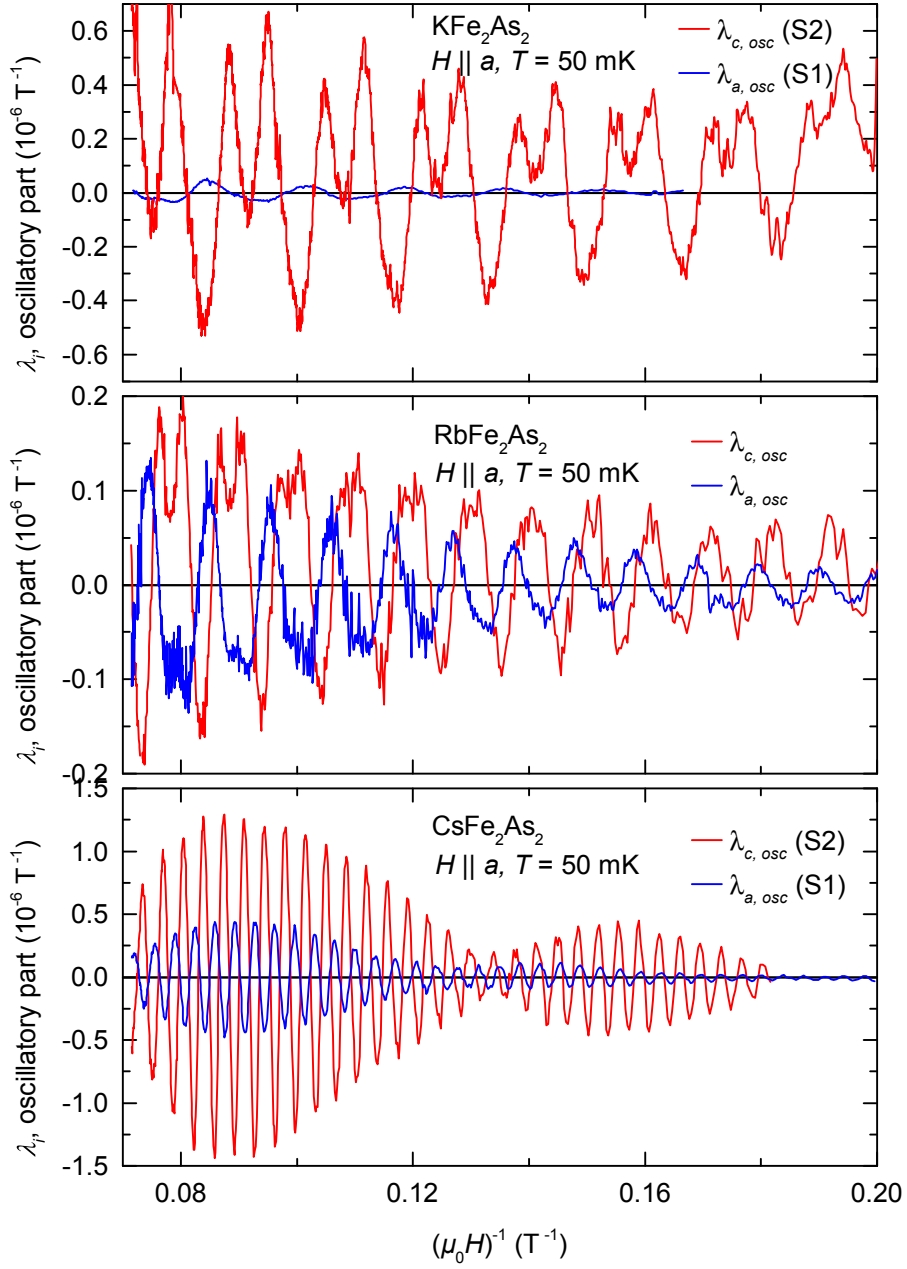 KFe₂As₂
H || a, T = 50 mK
λc, osc (S2)
λa, osc (S1)
0.6
0.4
0.2
0.0
-0.2
-0.4
-0.6
λi, oscillatory part (10⁻⁶ T⁻¹)
RbFe₂As₂
H || a, T = 50 mK
λc, osc
λa, osc
0.2
0.1
0.0
-0.1
-0.2
λi, oscillatory part (10⁻⁶ T⁻¹)
CsFe₂As₂
H || a, T = 50 mK
λc, osc (S2)
λa, osc (S1)
1.5
1.0
0.5
0.0
-0.5
-1.0
-1.5
λi, oscillatory part (10⁻⁶ T⁻¹)
0.08 0.12 0.16 0.20
(μ₀H)⁻¹ (T⁻¹)